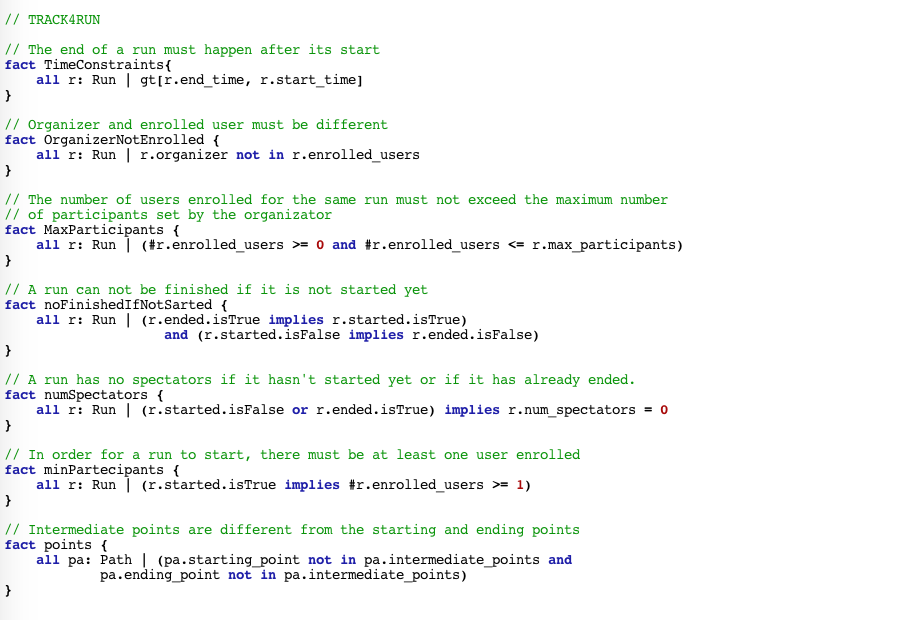 // TRACK4RUN
// The end of a run must happen after its start
fact TimeConstraints{
    all r: Run | gt[r.end_time, r.start_time]
}
// Organizer and enrolled user must be different
fact OrganizerNotEnrolled {
    all r: Run | r.organizer not in r.enrolled_users
}
// The number of users enrolled for the same run must not exceed the maximum number
// of participants set by the organizator
fact MaxParticipants {
    all r: Run | (#r.enrolled_users >= 0 and #r.enrolled_users <= r.max_participants)
}
// A run can not be finished if it is not started yet
fact noFinishedIfNotSarted {
    all r: Run | (r.ended.isTrue implies r.started.isTrue)
                    and (r.started.isFalse implies r.ended.isFalse)
}
// A run has no spectators if it hasn't started yet or if it has already ended.
fact numSpectators {
    all r: Run | (r.started.isFalse or r.ended.isTrue) implies r.num_spectators = 0
}
// In order for a run to start, there must be at least one user enrolled
fact minPartecipants {
    all r: Run | (r.started.isTrue implies #r.enrolled_users >= 1)
}
// Intermediate points are different from the starting and ending points
fact points {
    all pa: Path | (pa.starting_point not in pa.intermediate_points and
            pa.ending_point not in pa.intermediate_points)
}